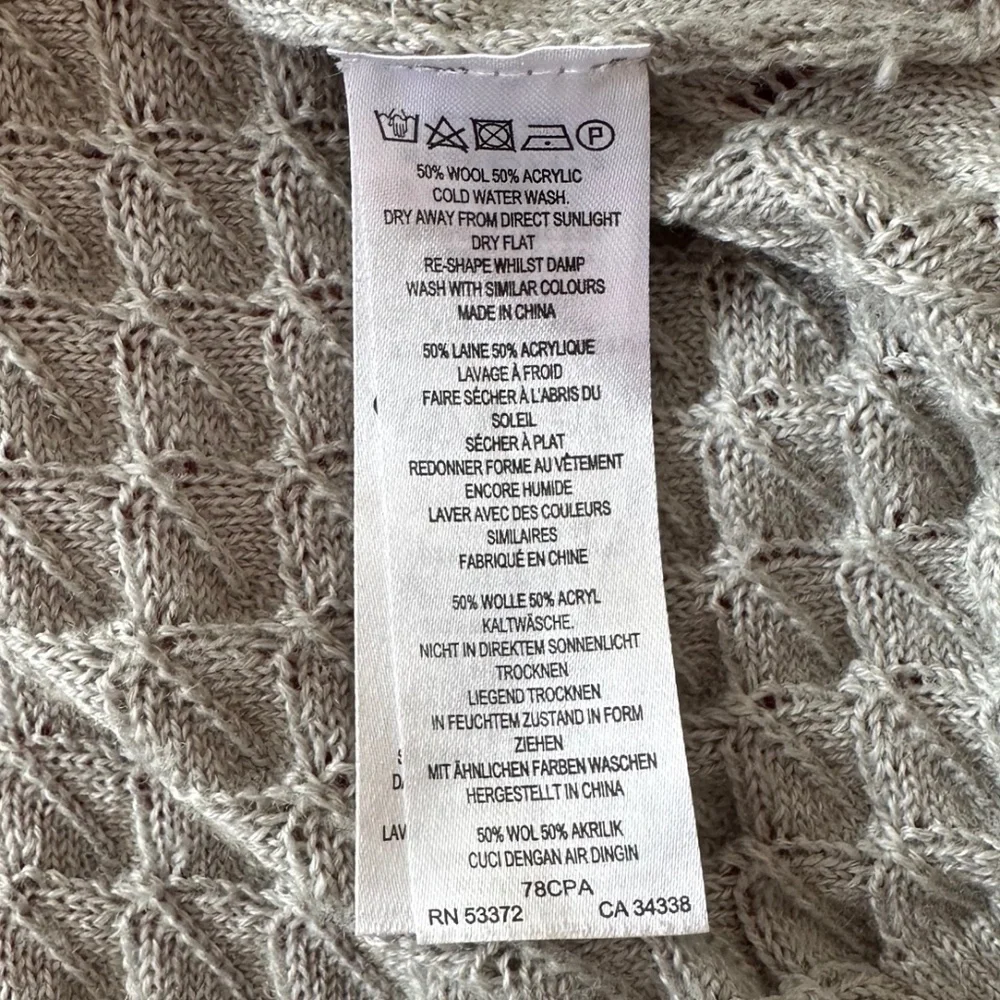 P
50% WOOL 50% ACRYLIC
COLD WATER WASH.
DRY AWAY FROM DIRECT SUNLIGHT
DRY FLAT
RE-SHAPE WHILST DAMP
WASH WITH SIMILAR COLOURS
MADE IN CHINA
50% LAINE 50% ACRYLIQUE
LAVAGE À FROID
FAIRE SÉCHER À L'ABRIS DU
SOLEIL
SÉCHER À PLAT
REDONNER FORME AU VÊTEMENT
ENCORE HUMIDE
LAVER AVEC DES COULEURS
SIMILAIRES
FABRIQUÉ EN CHINE
50% WOLLE 50% ACRYL
KALTWÄSCHE.
NICHT IN DIREKTEM SONNENLICHT
TROCKNEN
LIEGEND TROCKNEN
IN FEUCHTEM ZUSTAND IN FORM
ZIEHEN
MIT ÄHNLICHEN FARBEN WASCHEN
HERGESTELLT IN CHINA
50% WOL 50% AKRILIK
CUCI DENGAN AIR DINGIN
78CPA
RN 53372 CA 34338
LAV